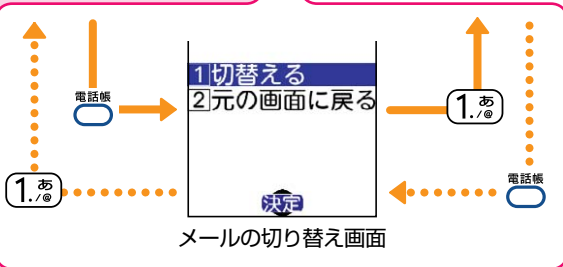 電話帳
1切替える
2元の画面に戻る
1.あ/@
1.あ/@
電話帳
決定
メールの切り替え画面